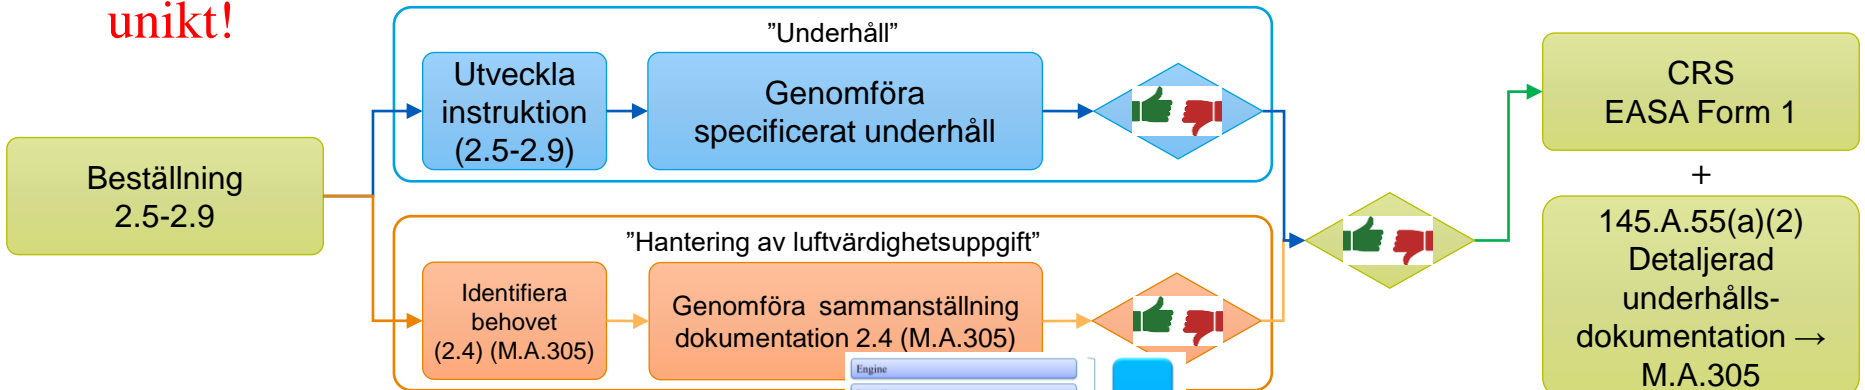 unikt!
”Underhåll”
Utveckla
instruktion
(2.5-2.9)
Genomföra
specificerat underhåll
CRS
EASA Form 1
+
Beställning
2.5-2.9
”Hantering av luftvärdighetsuppgift”
Identifiera
behovet
(2.4) (M.A.305)
Genomföra sammanställning
dokumentation 2.4 (M.A.305)
145.A.55(a)(2)
Detaljerad
underhålls-
dokumentation →
M.A.305
Engine